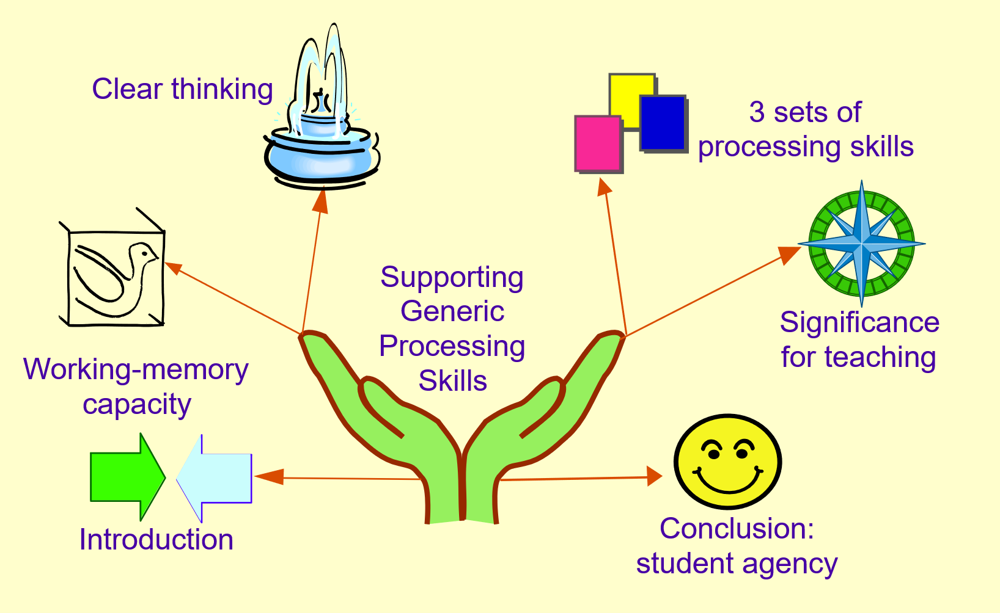 Clear thinking
3 sets of
processing skills
Supporting
Generic
Processing
Skills
Significance
for teaching
Working-memory
capacity
Introduction
Conclusion:
student agency